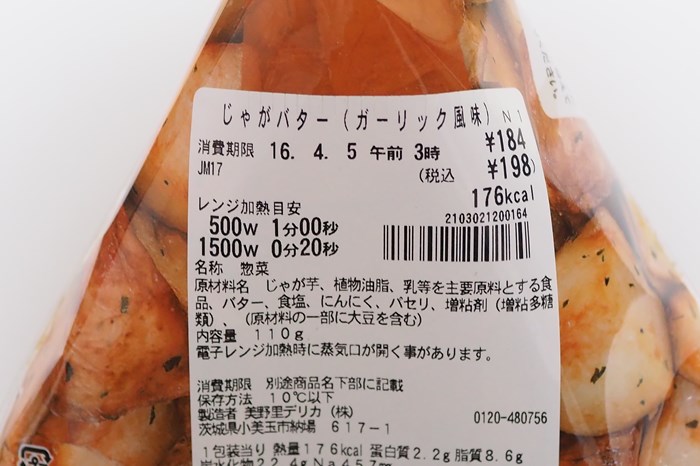 じゃがバター(ガーリック風味) N1
¥184
消費期限 16. 4. 5 午前 3時
JM17
(税込 ¥198)
176kcal
2103021200164
レンジ加熱目安
500W 1分00秒
1500W 0分20秒
名称 惣菜
原材料名 じゃが芋、植物油脂、乳等を主要原料とする食
品、バター、食塩、にんにく、パセリ、増粘剤(増粘多糖
類)、(原材料の一部に大豆を含む)
内容量 110g
電子レンジ加熱時に蒸気口が開く事があります。
消費期限 別途商品名下部に記載
保存方法 10℃以下
製造者 美野里デリカ(株)
茨城県小美玉市納場 617-1
0120-480756
1包装当り 熱量176kcal 蛋白質2.2g 脂質8.6g
炭水化物22.4g Na457mg